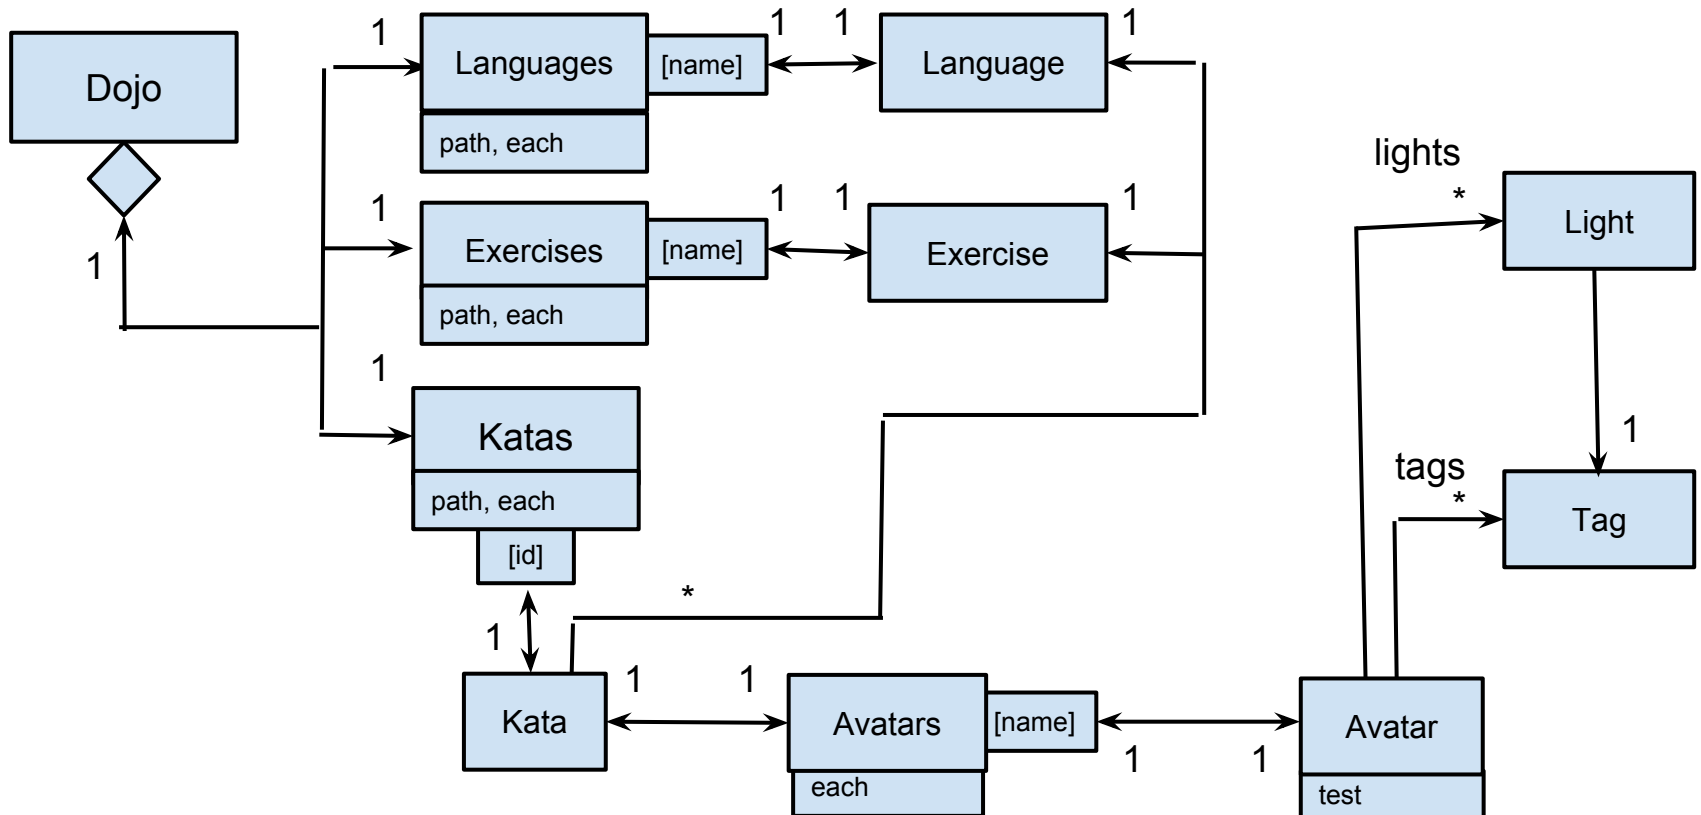 Dojo
1
1
Languages
[name]
path, each
1
1
Language
1
1
Exercises
[name]
path, each
1
1
Exercise
1
1
Katas
path, each
[id]
1
*
Kata
1
1
Avatars
[name]
each
1
1
Avatar
test
lights
*
Light
1
tags
*
Tag